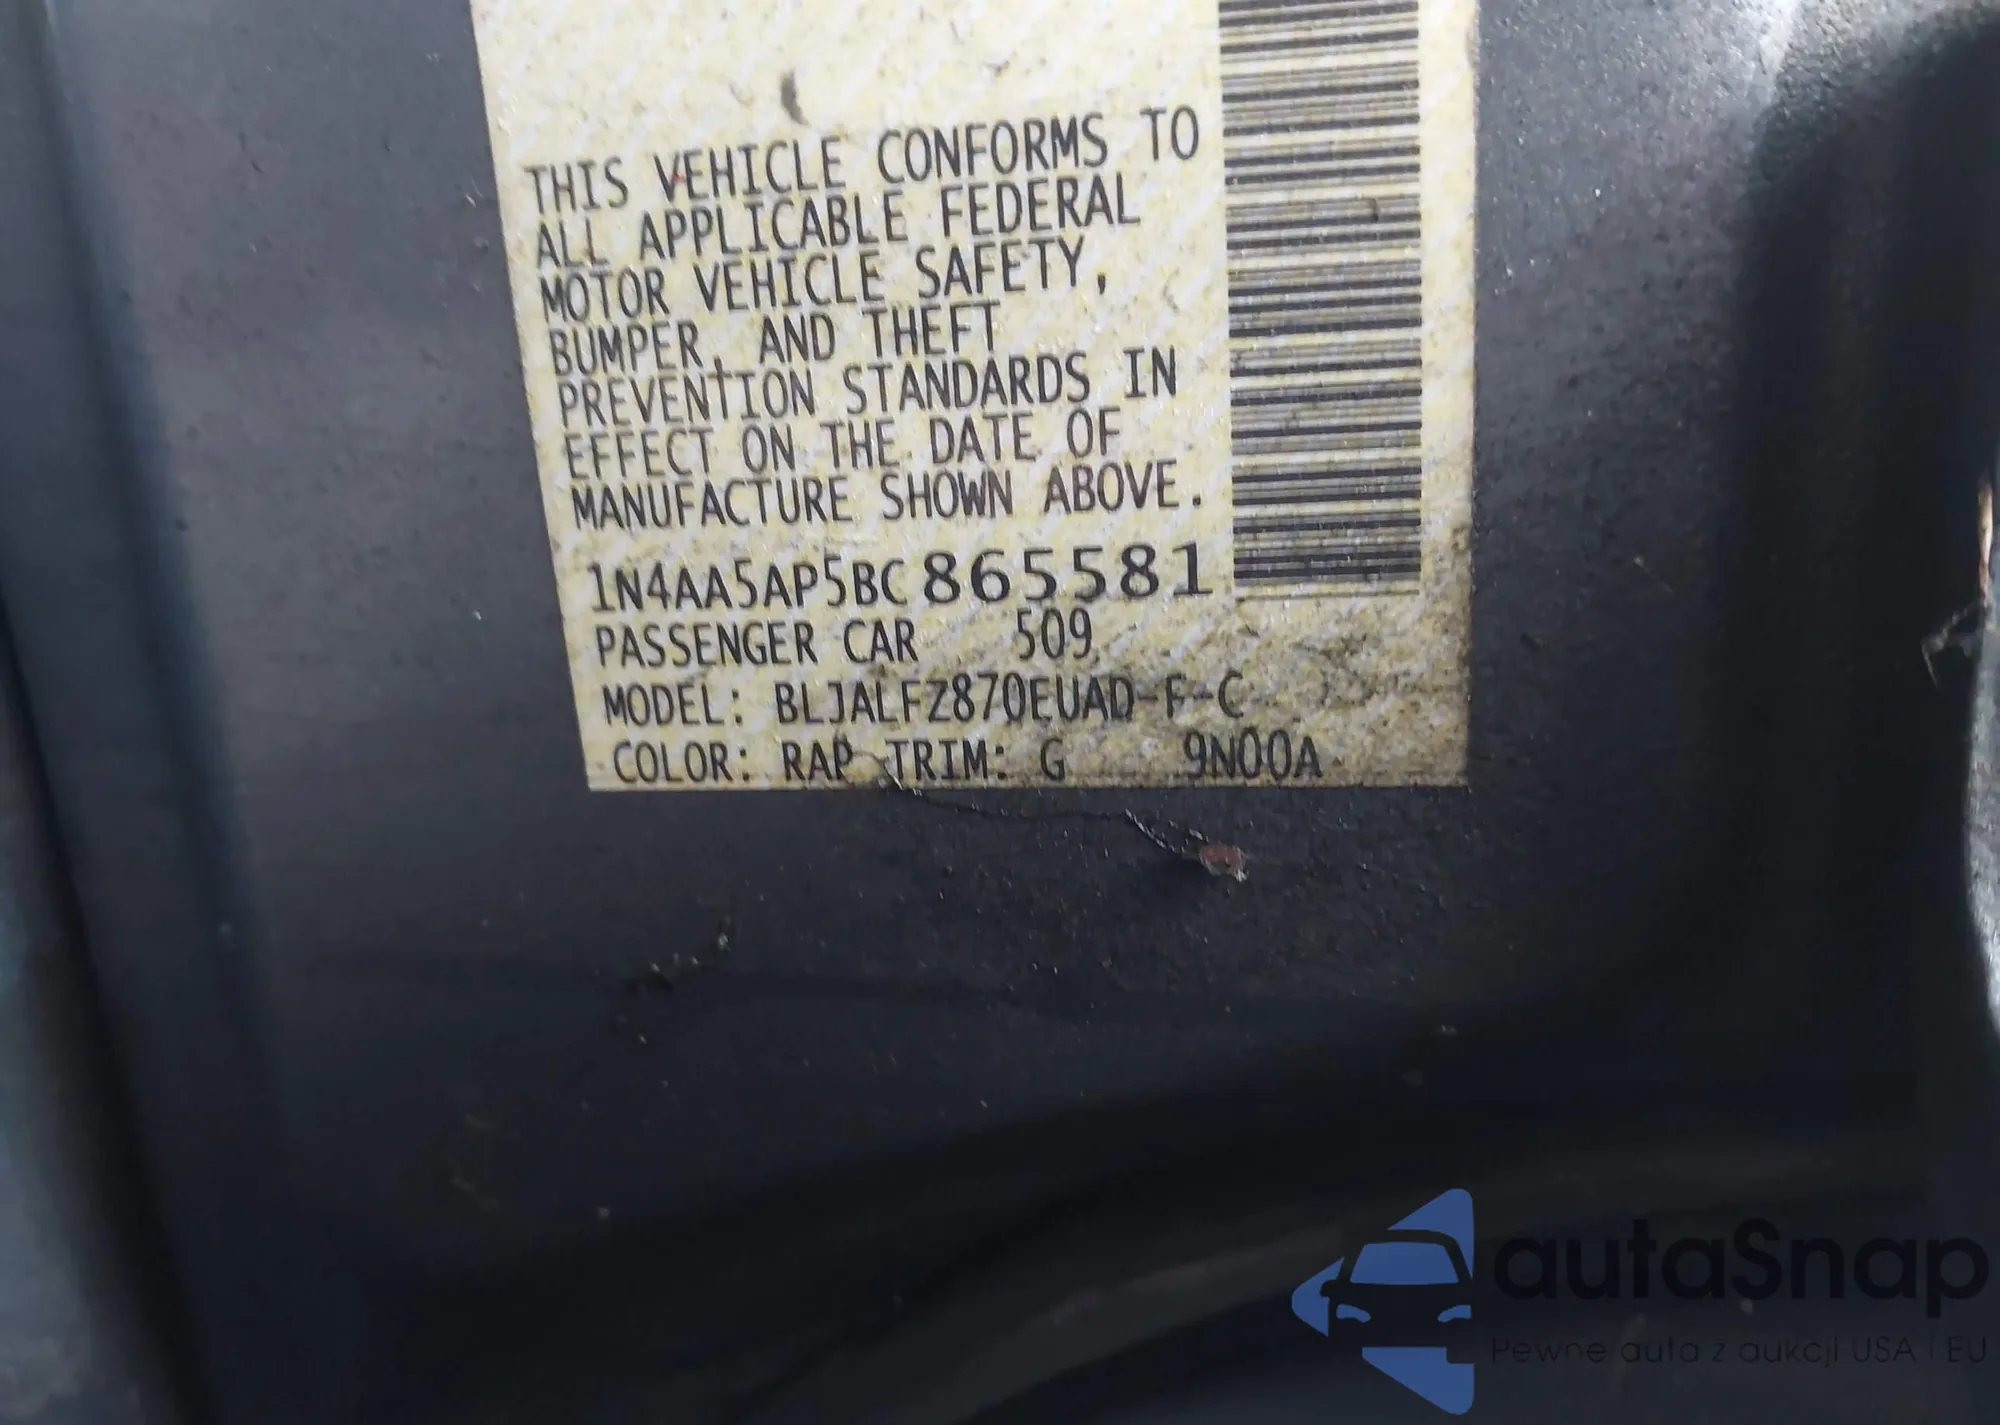 THIS VEHICLE CONFORMS TO
ALL APPLICABLE FEDERAL
MOTOR VEHICLE SAFETY,
BUMPER, AND THEFT
PREVENTION STANDARDS IN
EFFECT ON THE DATE OF
MANUFACTURE SHOWN ABOVE.
1N4AA5AP5BC865581
PASSENGER CAR 509
MODEL: BLJALFZ870EUAD-F-C
COLOR: RAP TRIM: G 9N00A
autaSnap
Pewne auta z aukcji USA i EU